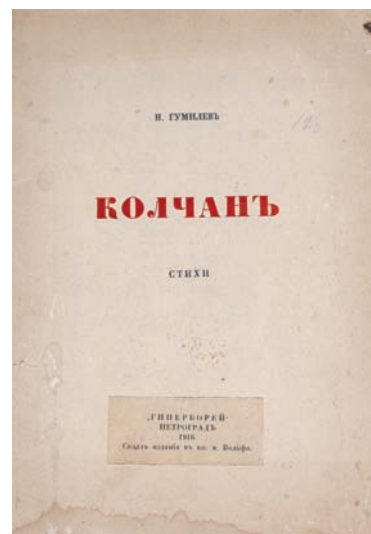 Н. ГУМИЛЕВЪ
КОЛЧАНЪ
СТИХИ
„ГИПЕРБОРЕЙ“
ПЕТРОГРАДЪ
1916
Складъ изданія въ кн. м. Вольфа.